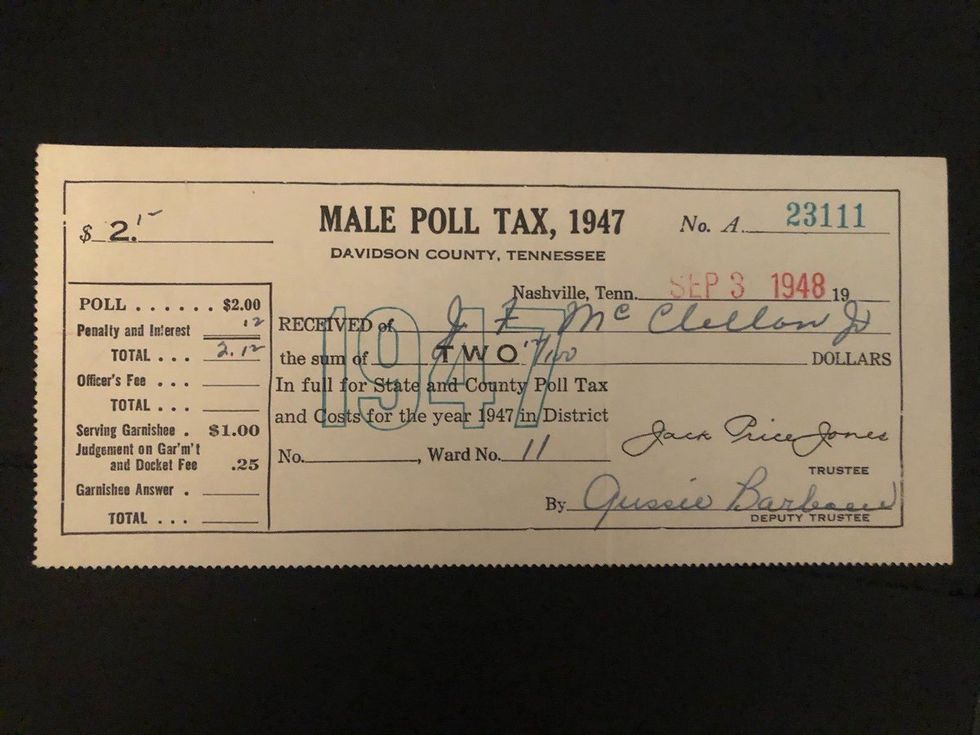 MALE POLL TAX, 1947
$ 2. No. A. 23111
DAVIDSON COUNTY, TENNESSEE
Nashville, Tenn. SEP 3 1948 19
RECEIVED of J. F. Mc Clellon Jr
the sum of TWO DOLLARS
In full for State and County Poll Tax
and Costs for the year 1947 in District
No. , Ward No. 11
1947
Jack Price Jones
TRUSTEE
By Gussie
DEPUTY TRUSTEE
POLL . . . . . . $2.00
Penalty and Interest 12
TOTAL . . . 2.12
Officer's Fee . . .
TOTAL . . .
Serving Garnishee . $1.00
Judgement on Gar'm't
and Docket Fee .25
Garnishee Answer .
TOTAL . . .